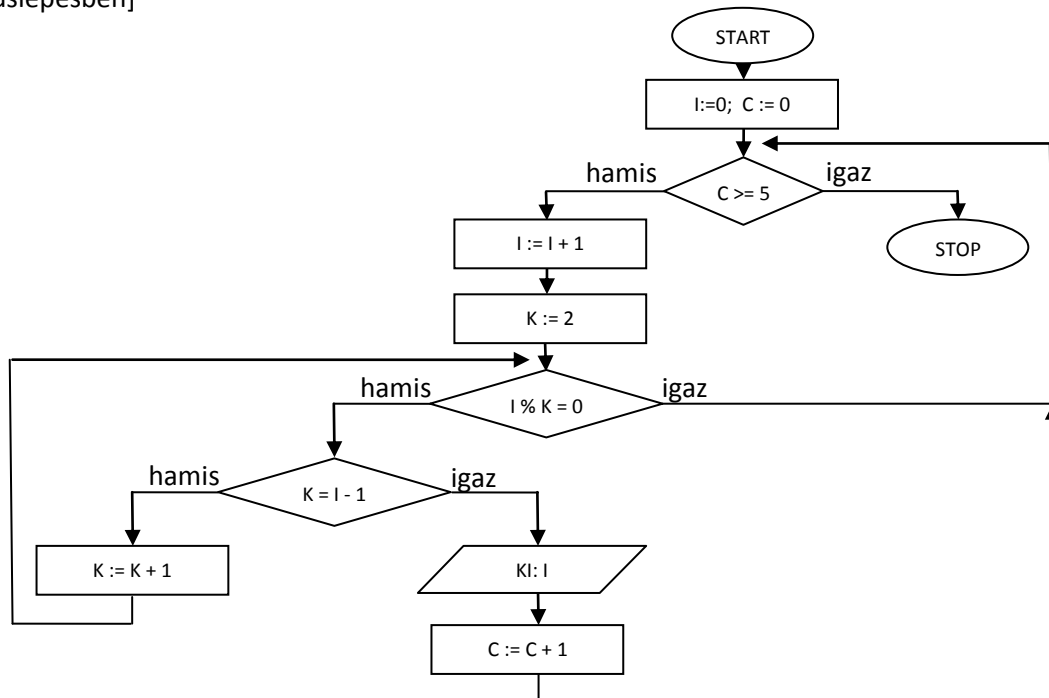 START
I:=0; C := 0
hamis
igaz
C >= 5
I := I + 1
STOP
K := 2
hamis
igaz
I % K = 0
hamis
igaz
K = I - 1
K := K + 1
KI: I
C := C + 1